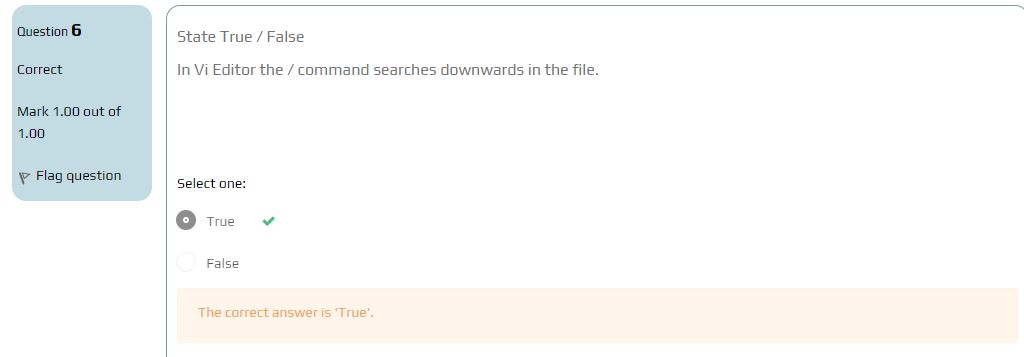 Question 6
Correct
Mark 1.00 out of
1.00
Flag question
State True / False
In Vi Editor the / command searches downwards in the file.
Select one:
True
False
The correct answer is 'True'.